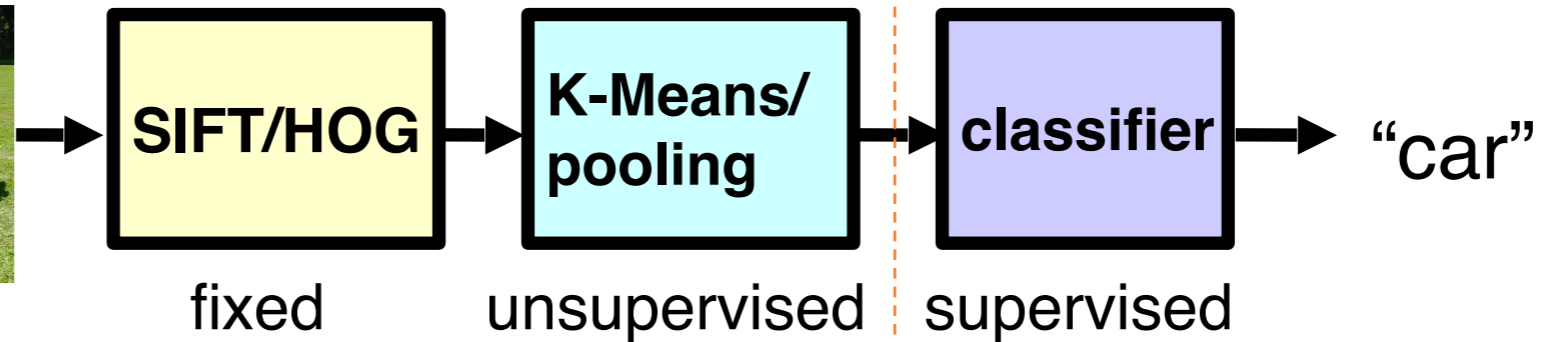 SIFT/HOG
K-Means/
pooling
classifier
“car”
fixed
unsupervised
supervised